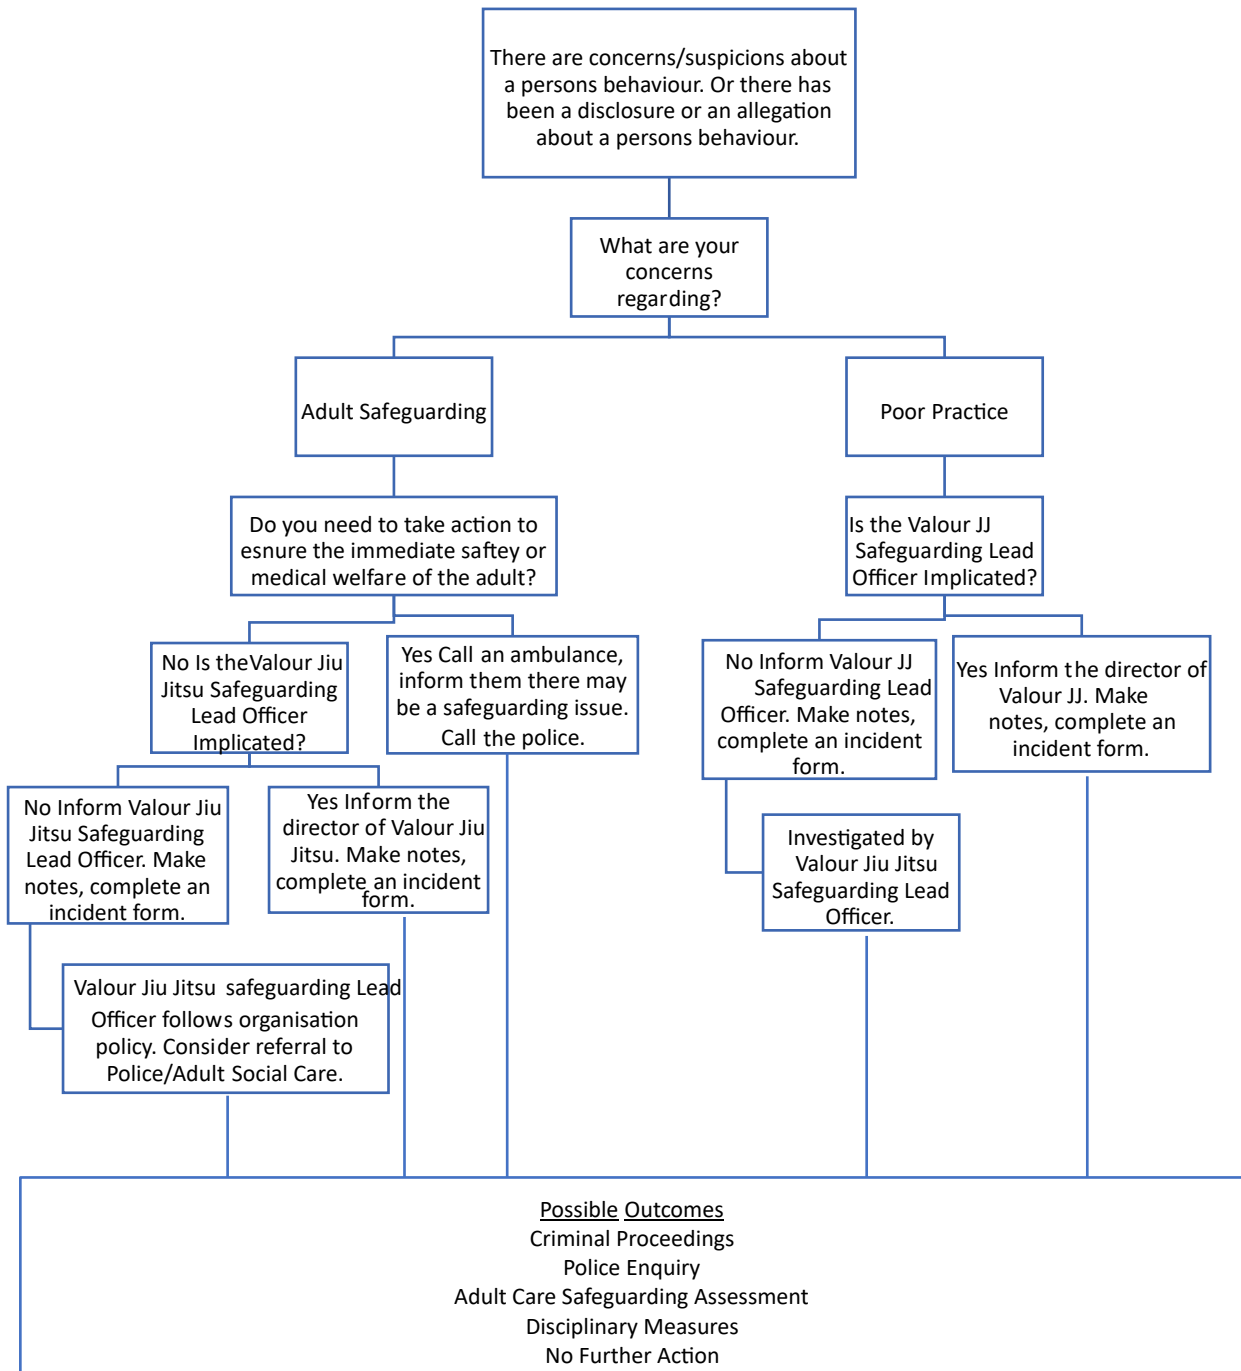 There are concerns/suspicions about
a persons behaviour. Or there has
been a disclosure or an allegation
about a persons behaviour.
What are your
concerns
regarding?
Adult Safeguarding
Poor Practice
Do you need to take action to
esnure the immediate saftey or
medical welfare of the adult?
Is the Valour JJ
Safeguarding Lead
Officer Implicated?
No Is theValour Jiu
Jitsu Safeguarding
Lead Officer
Implicated?
Yes Call an ambulance,
inform them there may
be a safeguarding issue.
Call the police.
No Inform Valour JJ
Safeguarding Lead
Officer. Make notes,
complete an incident
form.
Yes Inform the director of
Valour JJ. Make
notes, complete an
incident form.
No Inform Valour Jiu
Jitsu Safeguarding
Lead Officer. Make
notes, complete an
incident form.
Yes Inform the
director of Valour Jiu
Jitsu. Make notes,
complete an incident
form.
Investigated by
Valour Jiu Jitsu
Safeguarding Lead
Officer.
Valour Jiu Jitsu safeguarding Lead
Officer follows organisation
policy. Consider referral to
Police/Adult Social Care.
Possible Outcomes
Criminal Proceedings
Police Enquiry
Adult Care Safeguarding Assessment
Disciplinary Measures
No Further Action